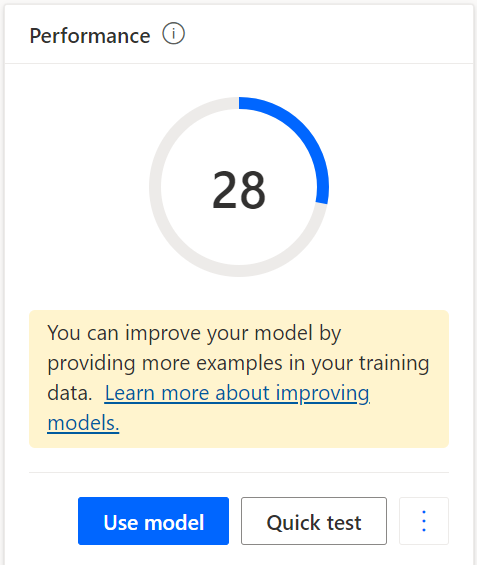 Performance
28
You can improve your model by
providing more examples in your training
data. Learn more about improving
models.
Use model
Quick test